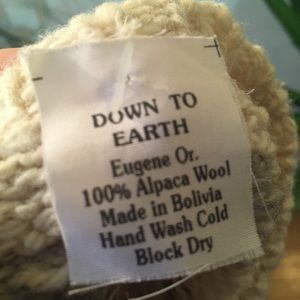 DOWN TO
EARTH
Eugene Or.
100% Alpaca Wool
Made in Bolivia
Hand Wash Cold
Block Dry